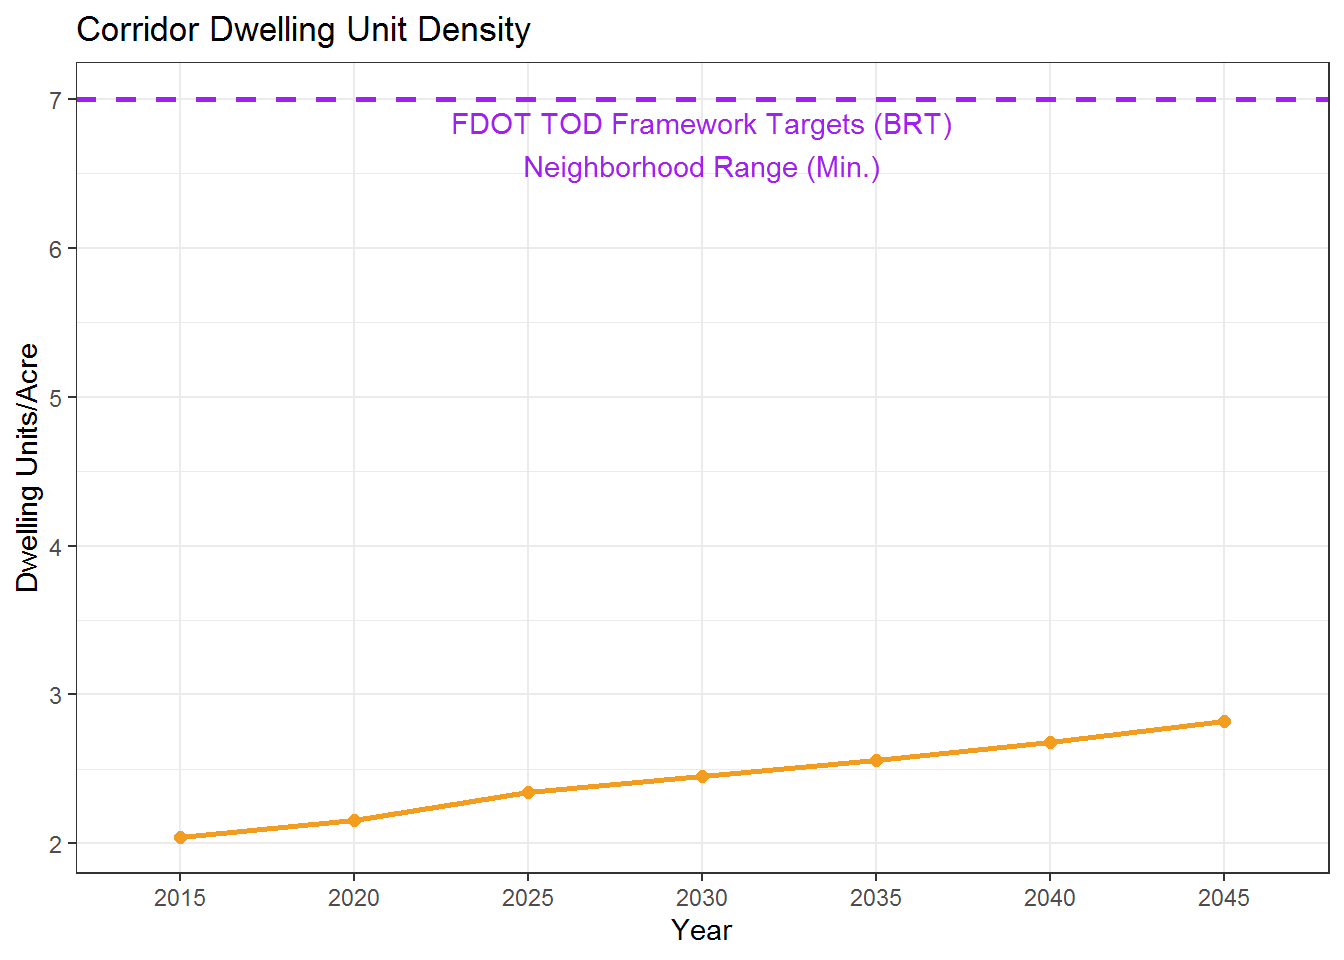 Corridor Dwelling Unit Density
7
FDOT TOD Framework Targets (BRT)
Neighborhood Range (Min.)
6
5
4
3
2
Dwelling Units/Acre
2015 2020 2025 2030 2035 2040 2045
Year